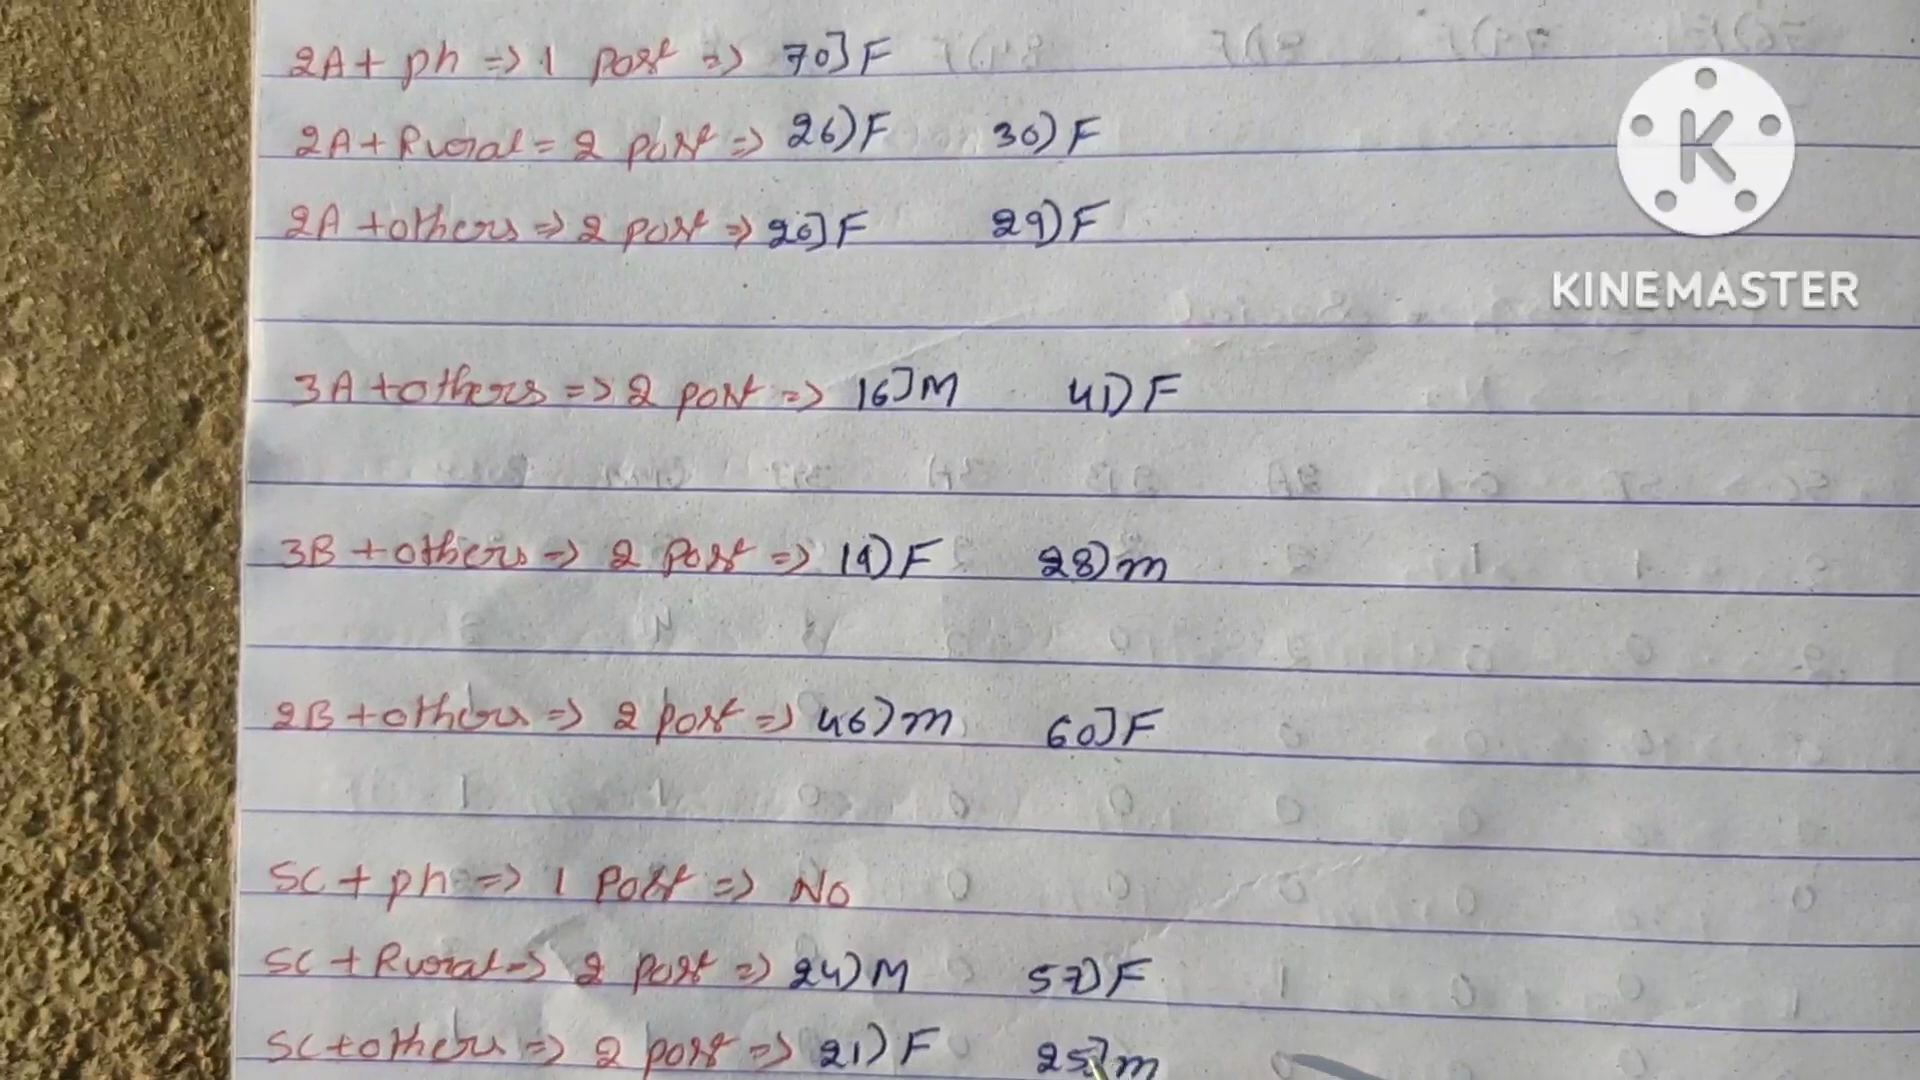 2A + ph => 1 post => 70]F
2A + Rural = 2 post => 26)F 30)F
2A + others => 2 post => 20]F 29)F
KINEMASTER
3A + others => 2 post => 16]M 41)F
3B + others => 2 post => 19)F 28)m
2B + others => 2 post => 46)m 60]F
SC + ph => 1 Post => No
SC + Rural => 2 post => 24)M 57)F
SC + others => 2 post => 21)F 25]m